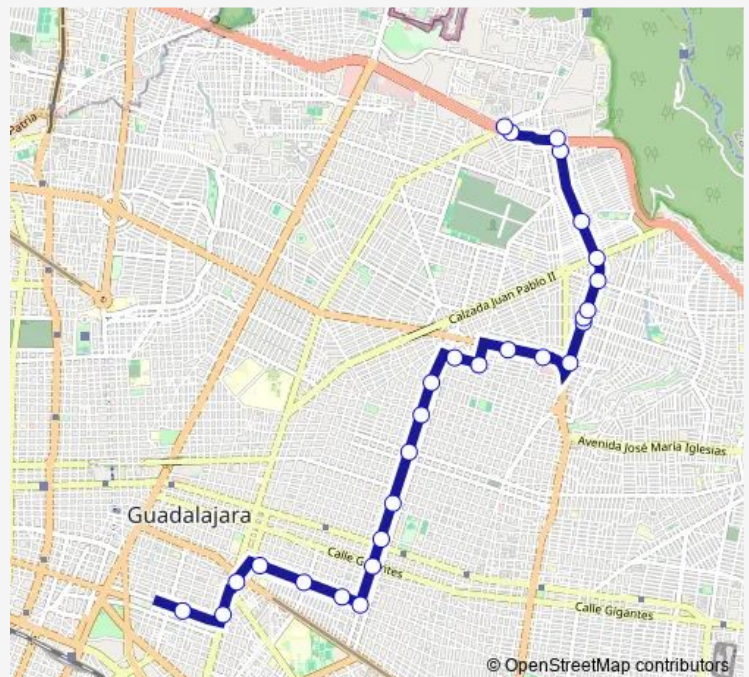 Patria
Calzada Juan Pablo II
Avenida José María Iglesias
Guadalajara
Calle Gigantes
Calle Gigantes
© OpenStreetMap contributors